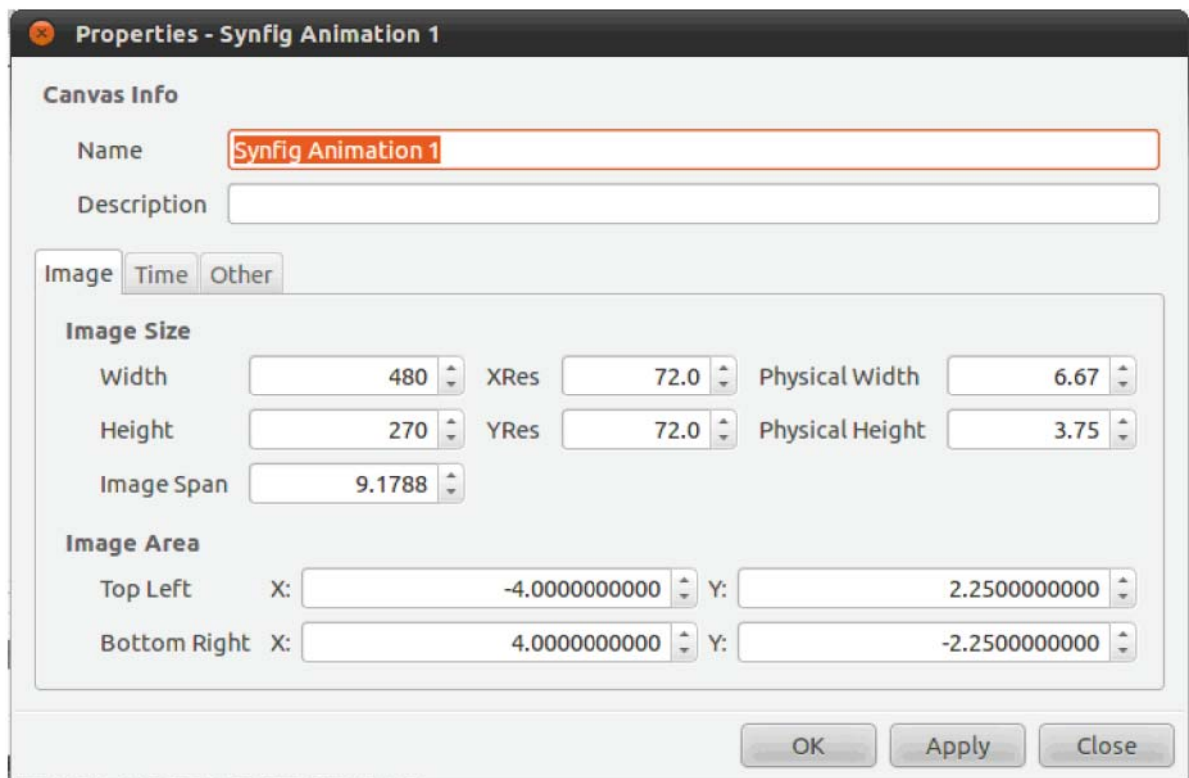 Properties - Synfig Animation 1
Canvas Info
Name Synfig Animation 1
Description
Image Time Other
Image Size
Width 480 XRes 72.0 Physical Width 6.67
Height 270 YRes 72.0 Physical Height 3.75
Image Span 9.1788
Image Area
Top Left X: -4.0000000000 Y: 2.2500000000
Bottom Right X: 4.0000000000 Y: -2.2500000000
OK Apply Close